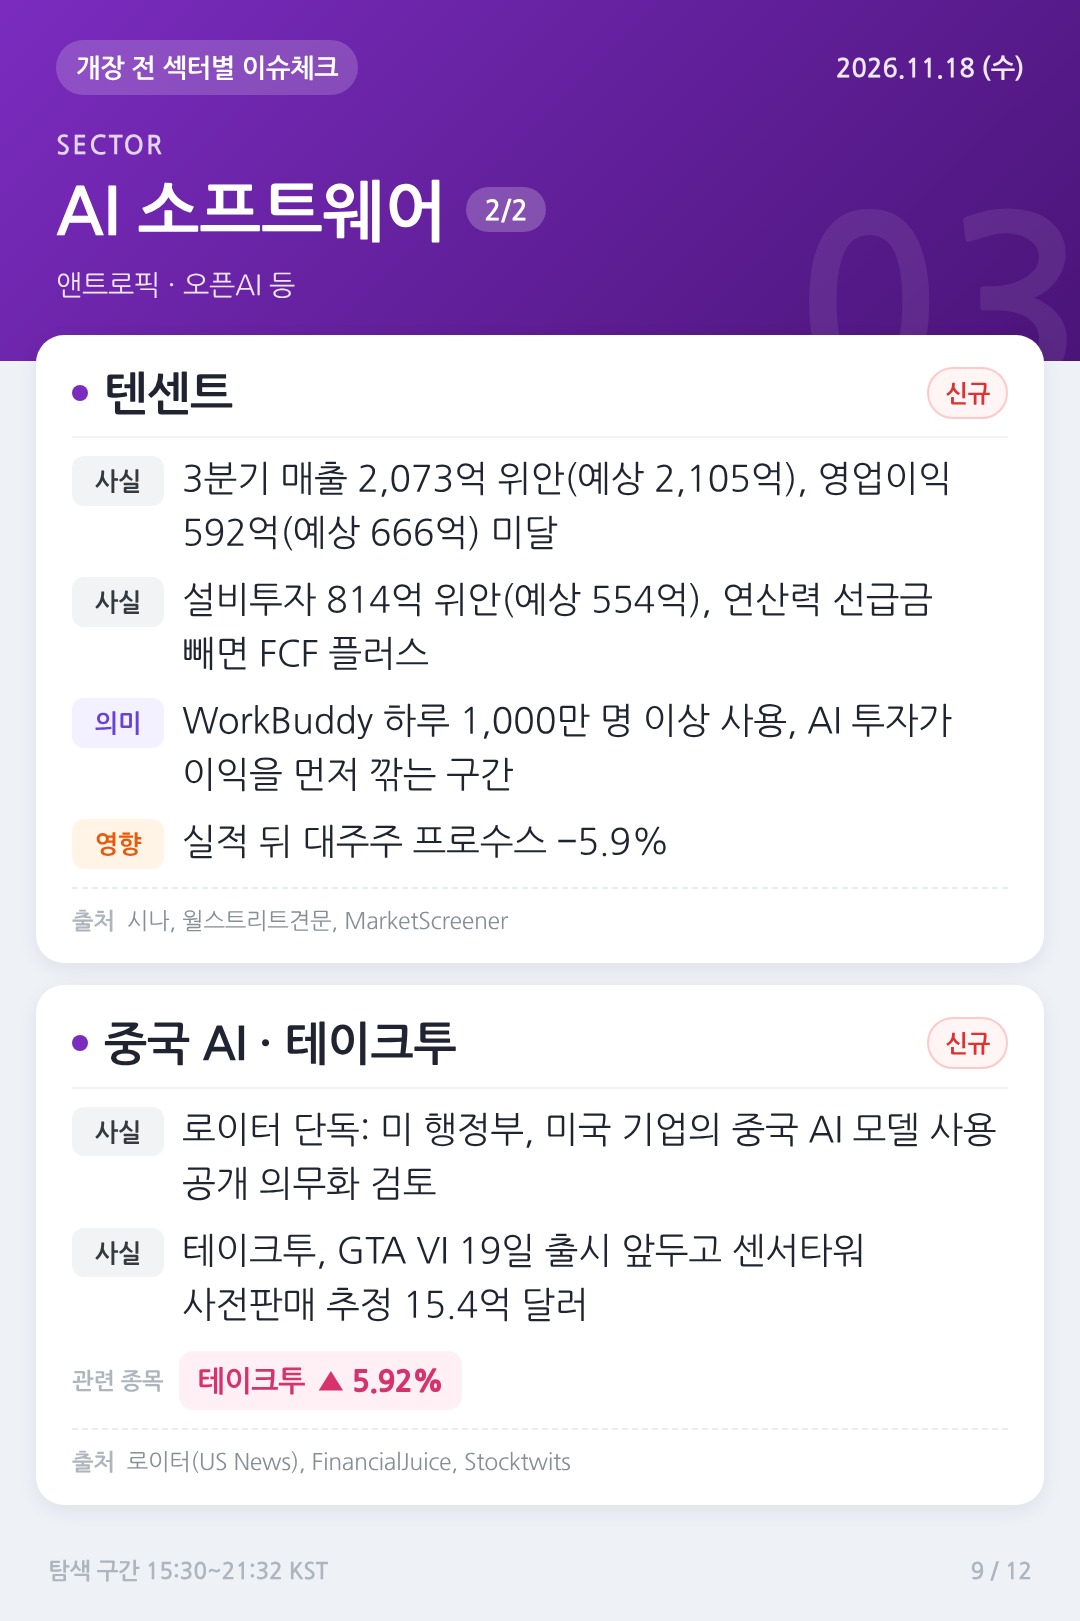 개장 전 섹터별 이슈체크
2026.11.18 (수)
SECTOR
AI 소프트웨어 2/2
앤트로픽 · 오픈AI 등
03
텐센트
신규
사실 3분기 매출 2,073억 위안(예상 2,105억), 영업이익
592억(예상 666억) 미달
사실 설비투자 814억 위안(예상 554억), 연산력 선급금
빼면 FCF 플러스
의미 WorkBuddy 하루 1,000만 명 이상 사용, AI 투자가
이익을 먼저 깎는 구간
영향 실적 뒤 대주주 프로수스 −5.9%
출처 시나, 월스트리트견문, MarketScreener
중국 AI · 테이크투
신규
사실 로이터 단독: 미 행정부, 미국 기업의 중국 AI 모델 사용
공개 의무화 검토
사실 테이크투, GTA VI 19일 출시 앞두고 센서타워
사전판매 추정 15.4억 달러
관련 종목 테이크투 ▲ 5.92%
출처 로이터(US News), FinancialJuice, Stocktwits
탐색 구간 15:30~21:32 KST
9 / 12